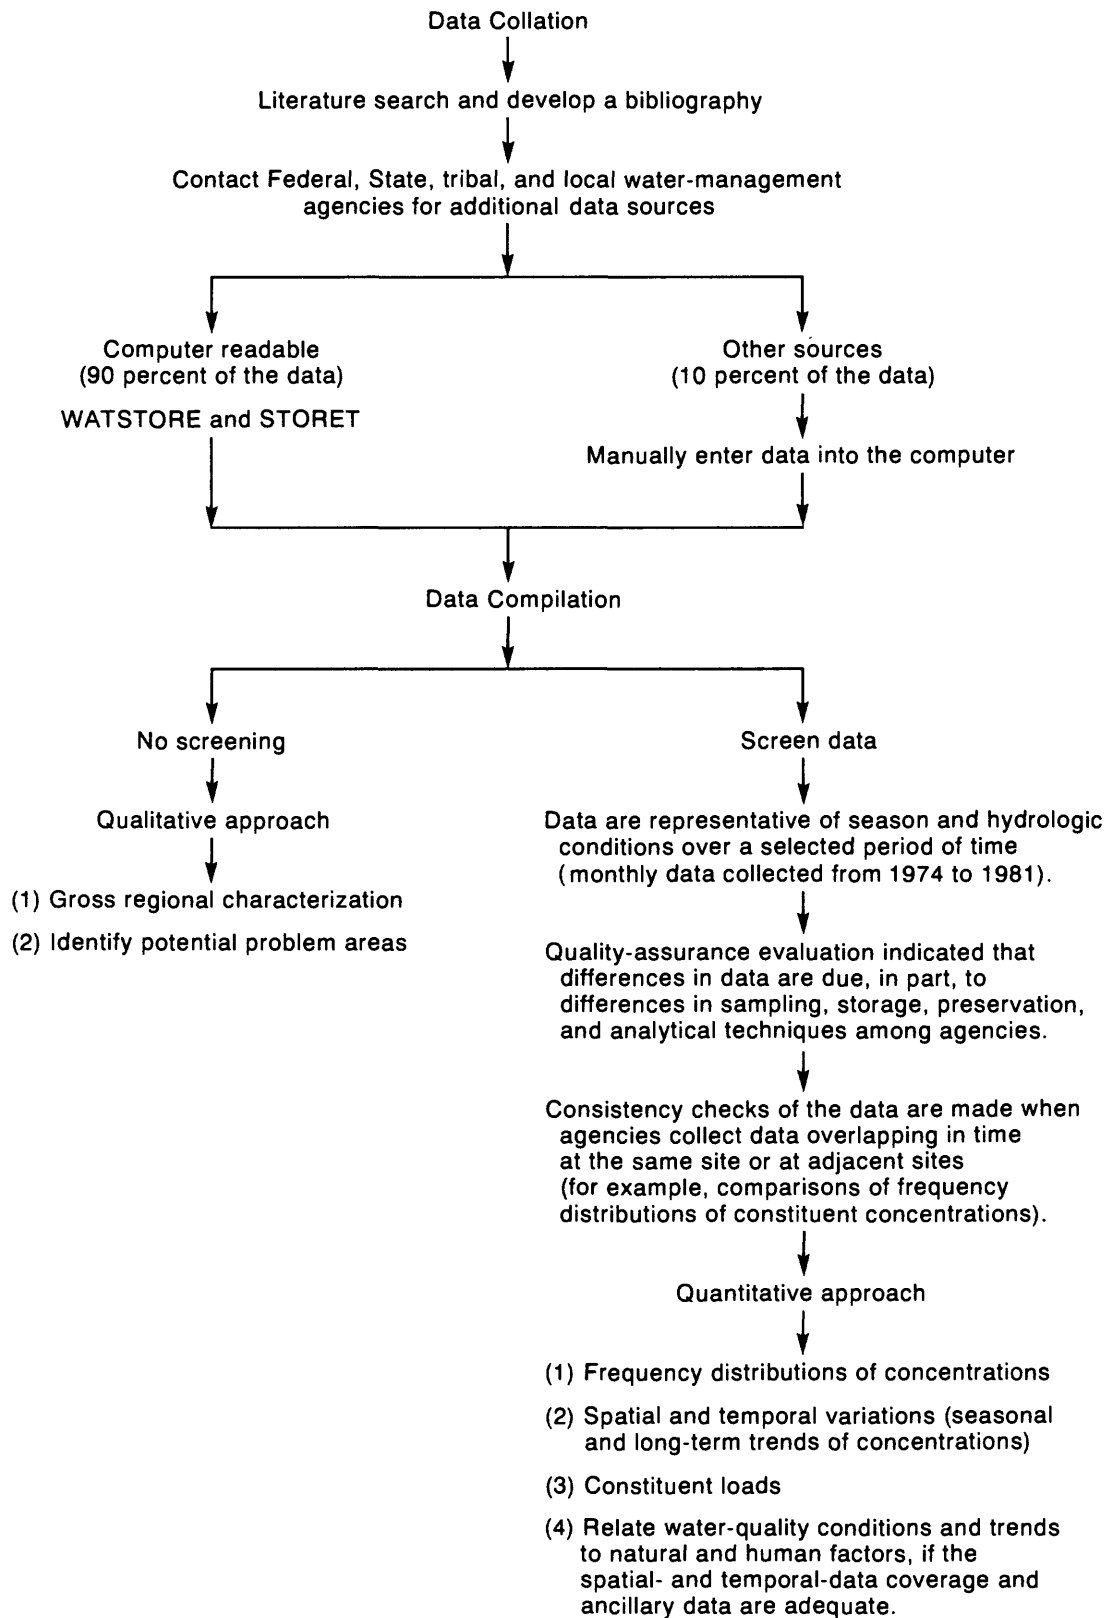 Data Collation
Literature search and develop a bibliography
Contact Federal, State, tribal, and local water-management
agencies for additional data sources
Computer readable
(90 percent of the data)
WATSTORE and STORET
Other sources
(10 percent of the data)
Manually enter data into the computer
Data Compilation
No screening
Qualitative approach
(1) Gross regional characterization
(2) Identify potential problem areas
Screen data
Data are representative of season and hydrologic
conditions over a selected period of time
(monthly data collected from 1974 to 1981).
Quality-assurance evaluation indicated that
differences in data are due, in part, to
differences in sampling, storage, preservation,
and analytical techniques among agencies.
Consistency checks of the data are made when
agencies collect data overlapping in time
at the same site or at adjacent sites
(for example, comparisons of frequency
distributions of constituent concentrations).
Quantitative approach
(1) Frequency distributions of concentrations
(2) Spatial and temporal variations (seasonal
and long-term trends of concentrations)
(3) Constituent loads
(4) Relate water-quality conditions and trends
to natural and human factors, if the
spatial- and temporal-data coverage and
ancillary data are adequate.